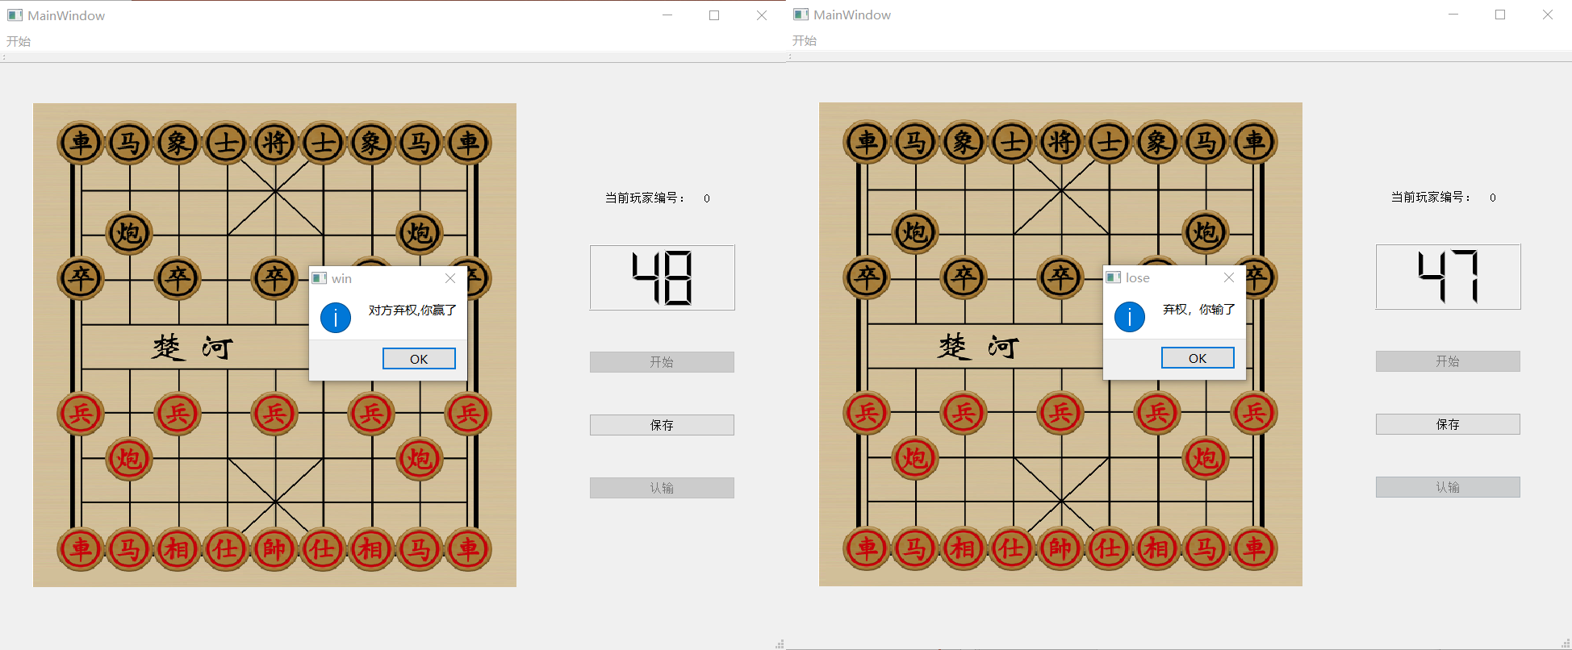 MainWindow
开始
車马象士将士象马車
炮 炮
卒 卒 卒 卒
楚 河
兵 兵 兵 兵 兵
炮 炮
車马相仕帥仕相马車
win
对方弃权,你赢了
OK
当前玩家编号： 0
48
开始
保存
认输
MainWindow
开始
車马象士将士象马車
炮 炮
卒 卒 卒 卒
楚 河
兵 兵 兵 兵 兵
炮 炮
車马相仕帥仕相马車
lose
弃权，你输了
OK
当前玩家编号： 0
47
开始
保存
认输